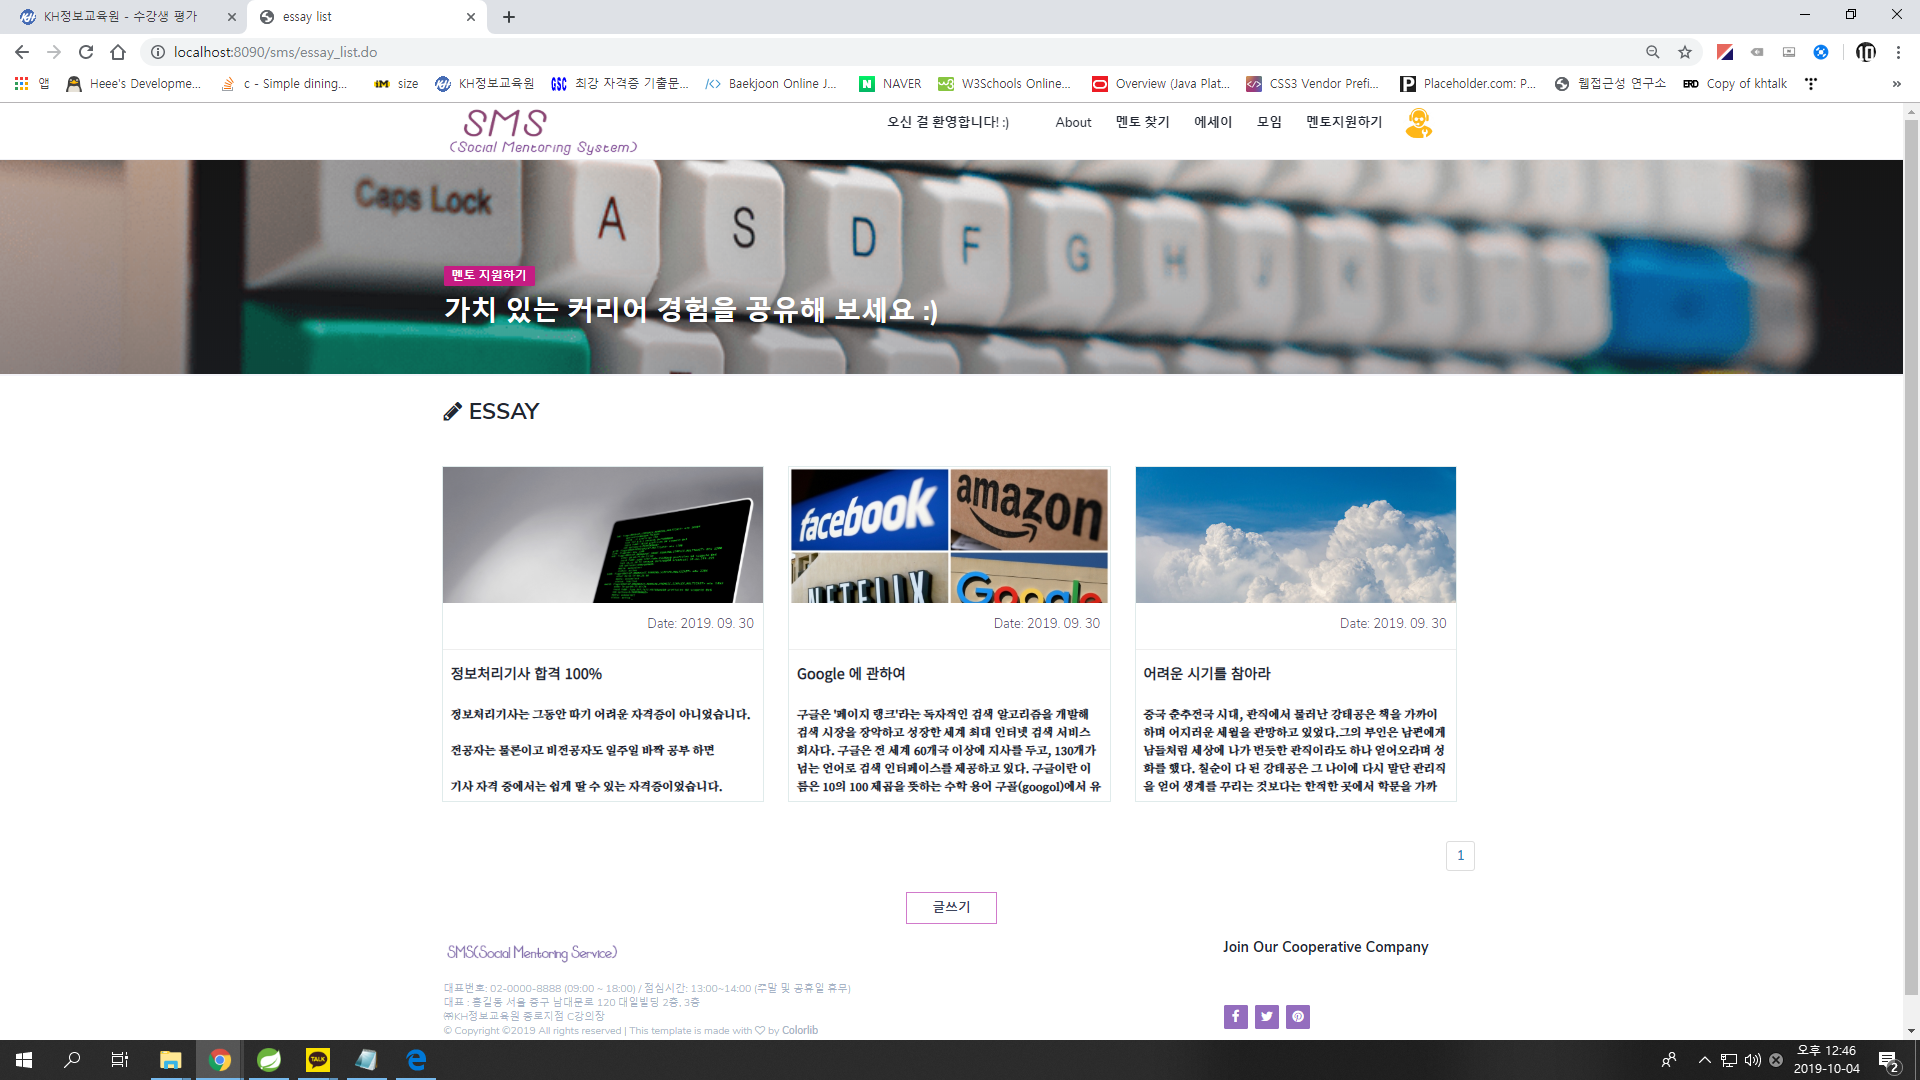 KH정보교육원 - 수강생 평가
essay list
localhost:8090/sms/essay_list.do
앱
Heee's Developme...
c - Simple dining...
size
KH정보교육원
최강 자격증 기출문...
Baekjoon Online J...
NAVER
W3Schools Online...
Overview (Java Plat...
CSS3 Vendor Prefi...
Placeholder.com: P...
웹접근성 연구소
ERD
Copy of khtalk
SMS
(Social Mentoring System)
오신 걸 환영합니다! :)
About
멘토 찾기
에세이
모임
멘토지원하기
Caps Lock
A
S
D
F
G
H
J
K
L
멘토 지원하기
가치 있는 커리어 경험을 공유해 보세요 :)
ESSAY
facebook
amazon
NETFLIX
Google
Date: 2019. 09. 30
Date: 2019. 09. 30
Date: 2019. 09. 30
정보처리기사 합격 100%
정보처리기사는 그동안 따기 어려운 자격증이 아니었습니다.
전공자는 물론이고 비전공자도 일주일 바짝 공부 하면
기사 자격 중에서는 쉽게 딸 수 있는 자격증이었습니다.
Google 에 관하여
구글은 '페이지 랭크'라는 독자적인 검색 알고리즘을 개발해
검색 시장을 장악하고 성장한 세계 최대 인터넷 검색 서비스
회사다. 구글은 전 세계 60개국 이상에 지사를 두고, 130개가
넘는 언어로 검색 인터페이스를 제공하고 있다. 구글이란 이
름은 10의 100 제곱을 뜻하는 수학 용어 구골(googol)에서 유
어려운 시기를 참아라
중국 춘추전국 시대, 관직에서 물러난 강태공은 책을 가까이
하며 어지러운 세월을 관망하고 있었다.그의 부인은 남편에게
남들처럼 세상에 나가 번듯한 관직이라도 하나 얻어오라며 성
화를 했다. 칠순이 다 된 강태공은 그 나이에 다시 말단 관리직
을 얻어 생계를 꾸리는 것보다는 한적한 곳에서 학문을 가까
1
글쓰기
SMS(Social Mentoring Service)
대표번호: 02-0000-8888 (09:00 ~ 18:00) / 점심시간: 13:00~14:00 (주말 및 공휴일 휴무)
대표 : 홍길동 서울 중구 남대문로 120 대일빌딩 2층, 3층
㈜KH정보교육원 종로지점 C강의장
© Copyright ©2019 All rights reserved | This template is made with ♡ by Colorlib
Join Our Cooperative Company
TALK
오후 12:46
2019-10-04
2